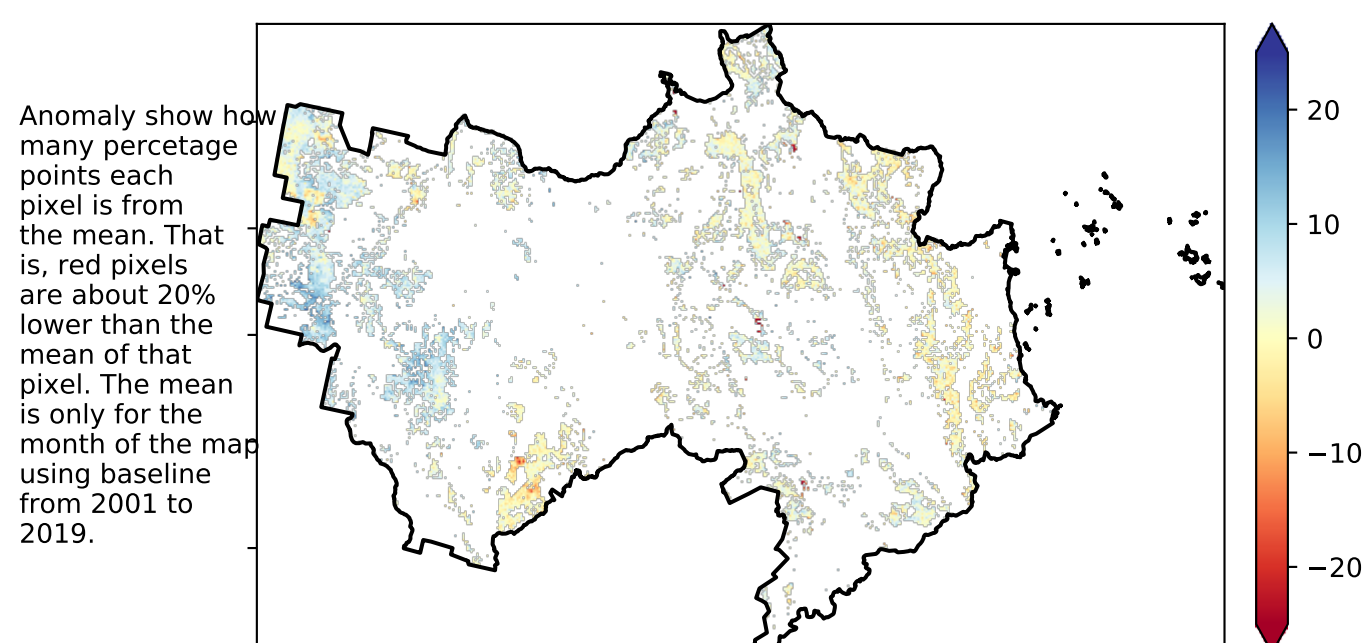 Anomaly show how
many percetage
points each
pixel is from
the mean. That
is, red pixels
are about 20%
lower than the
mean of that
pixel. The mean
is only for the
month of the map
using baseline
from 2001 to
2019.
20
10
0
−10
−20